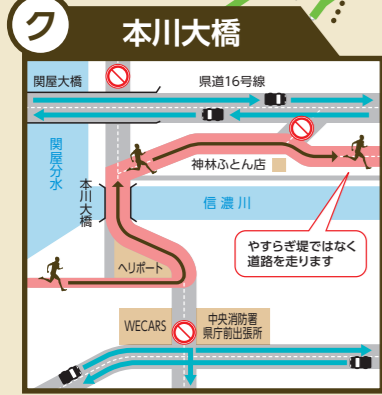 ク
本川大橋
関屋大橋
県道16号線
関屋分水
神林ふとん店
本川大橋
信濃川
やすらぎ堤ではなく
道路を走ります
ヘリポート
WECARS
中央消防署
県庁前出張所